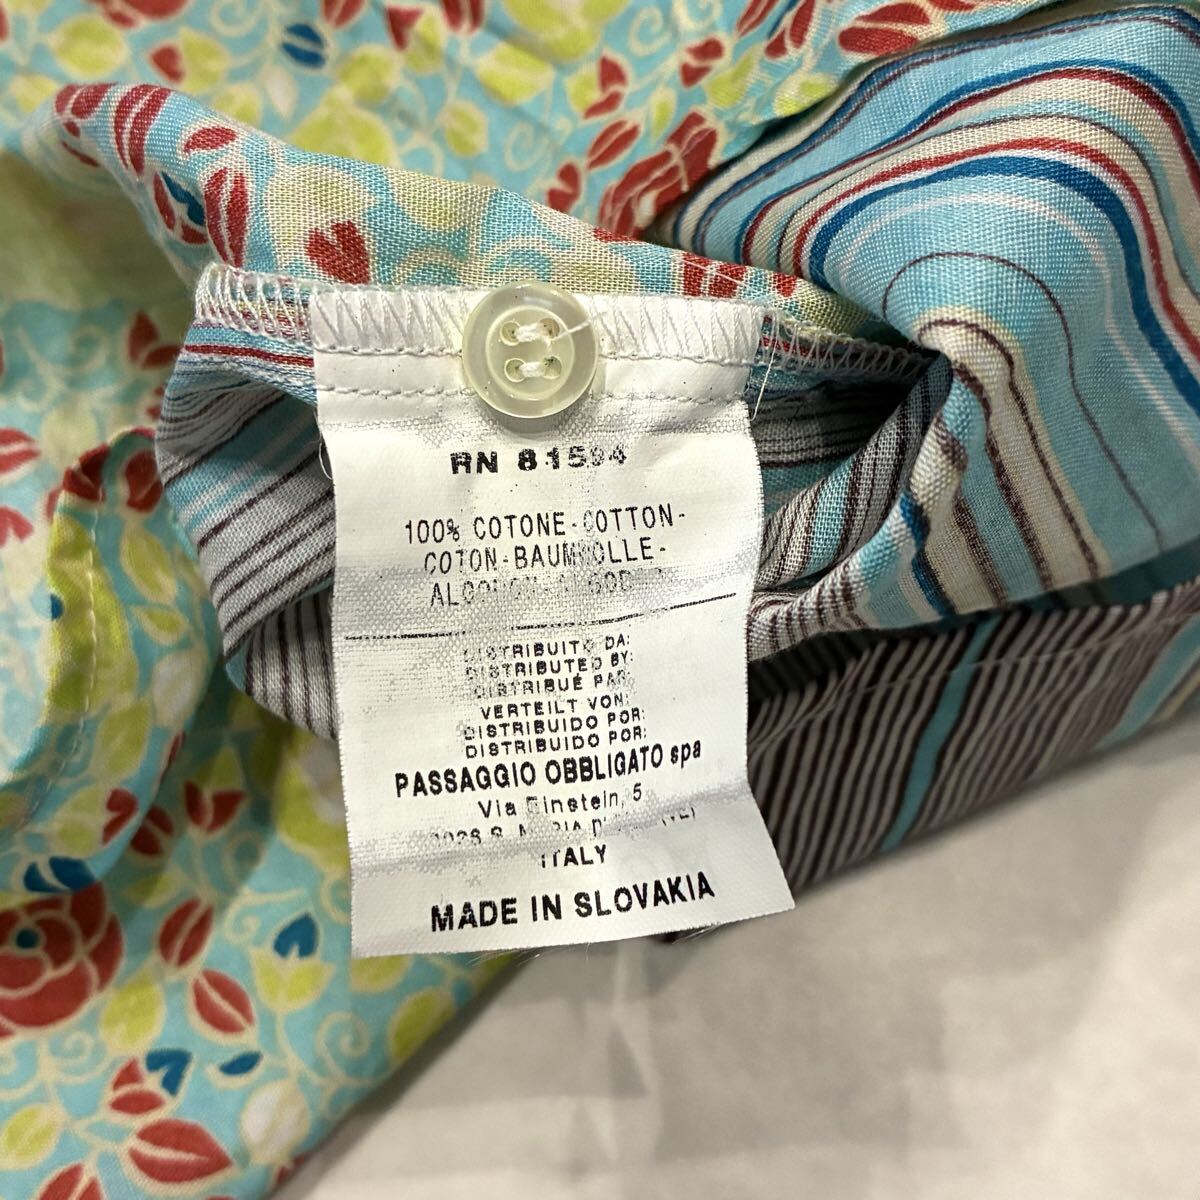 RN 81594
100% COTONE-COTTON-
COTON-BAUMWOLLE-
DISTRIBUITO DA:
DISTRIBUTED BY:
DISTRIBUÉ PAR:
VERTEILT VON:
DISTRIBUIDO POR:
DISTRIBUIDO POR:
PASSAGGIO OBBLIGATO spa
Via Einstein, 5
ITALY
MADE IN SLOVAKIA